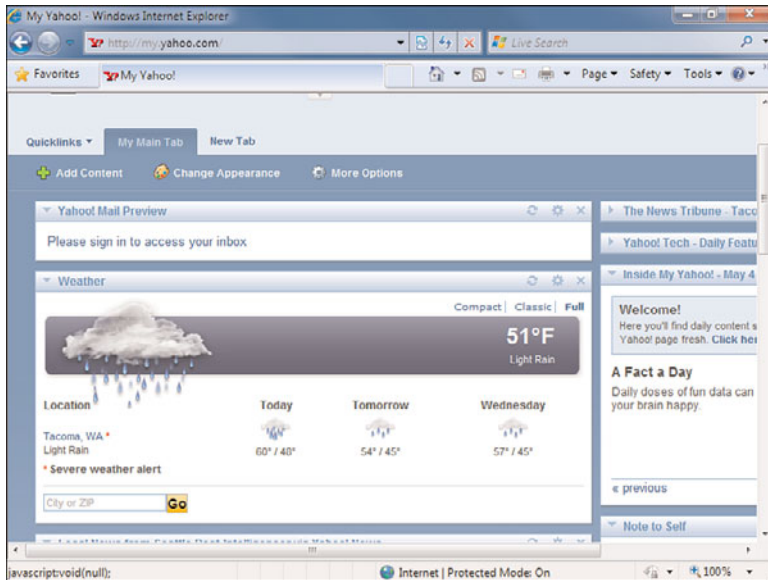 My Yahoo! - Windows Internet Explorer
http://my.yahoo.com/
Live Search
Favorites
My Yahoo!
Page
Safety
Tools
Quicklinks
My Main Tab
New Tab
Add Content
Change Appearance
More Options
Yahoo! Mail Preview
Please sign in to access your inbox
Weather
Compact | Classic | Full
51°F
Light Rain
Location
Today
Tomorrow
Wednesday
Tacoma, WA *
Light Rain
60° / 48°
54° / 45°
57° / 45°
* Severe weather alert
City or ZIP
Go
The News Tribune - Taco
Yahoo! Tech - Daily Featu
Inside My Yahoo! - May 4
Welcome!
Here you'll find daily content s
Yahoo! page fresh. Click her
A Fact a Day
Daily doses of fun data can
your brain happy.
« previous
Note to Self
javascript:void(null);
Internet | Protected Mode: On
100%